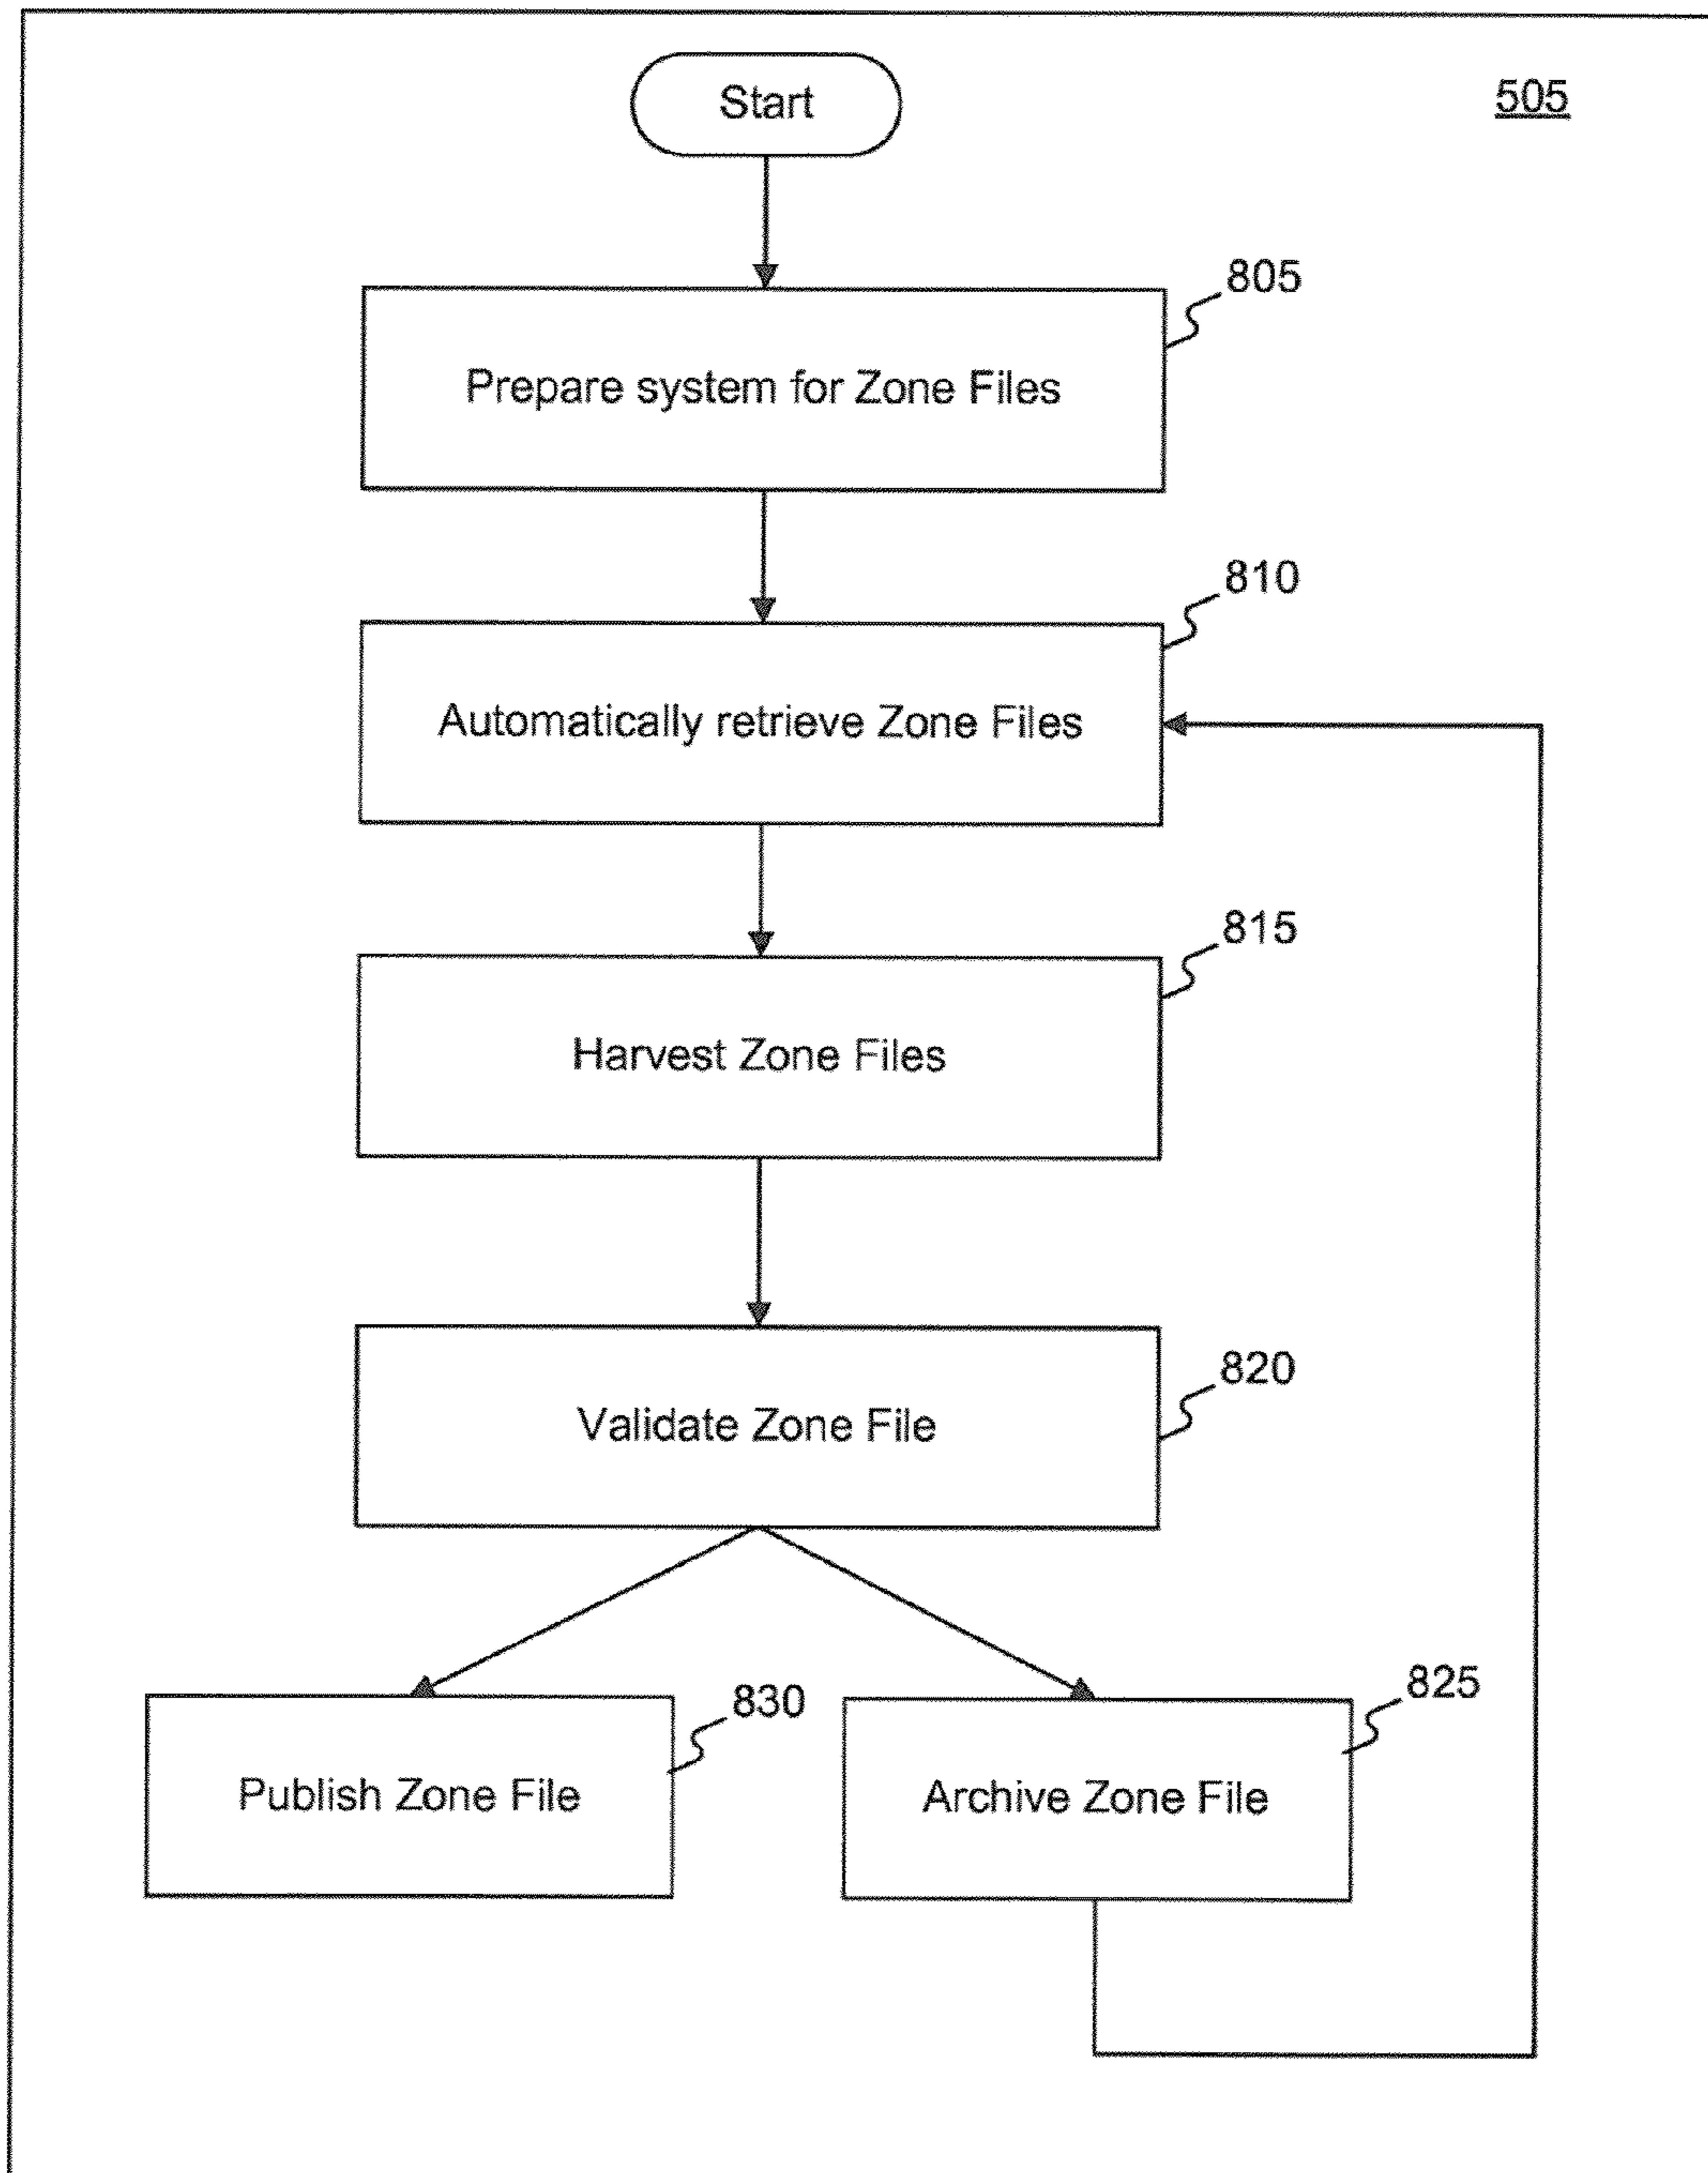 Start
505
805
Prepare system for Zone Files
810
Automatically retrieve Zone Files
815
Harvest Zone Files
820
Validate Zone File
830
825
Publish Zone File
Archive Zone File